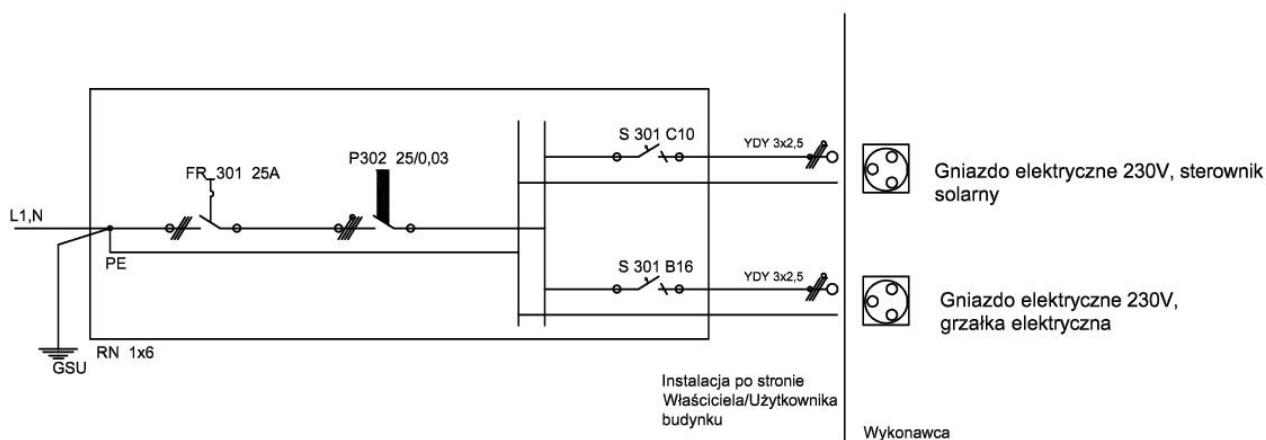 S 301 C10
YDY 3x2,5
P302 25/0,03
FR 301 25A
Gniazdo elektryczne 230V, sterownik
solarny
L1,N
PE
S 301 B16
YDY 3x2,5
Gniazdo elektryczne 230V,
grzałka elektryczna
RN 1x6
GSU
Instalacja po stronie
Właściciela/Użytkownika
budynku
Wykonawca